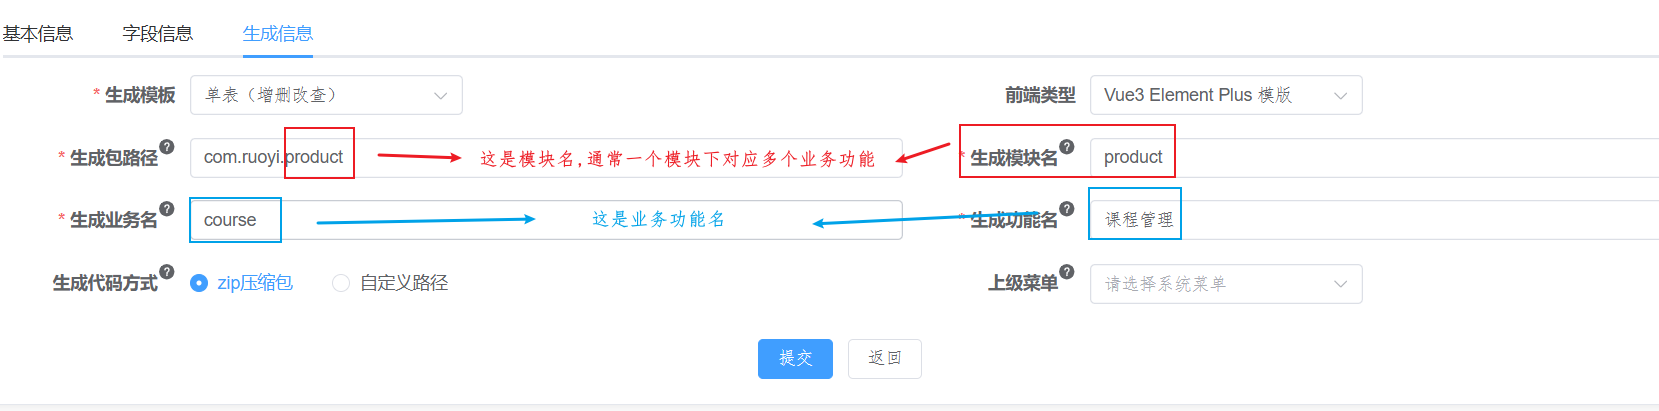 基本信息 字段信息 生成信息
* 生成模板 单表（增删改查） 前端类型 Vue3 Element Plus 模版
* 生成包路径 ? com.ruoyi.product 这是模块名,通常一个模块下对应多个业务功能 * 生成模块名 ? product
* 生成业务名 ? course 这是业务功能名 * 生成功能名 ? 课程管理
生成代码方式 ? zip压缩包 自定义路径 上级菜单 ? 请选择系统菜单
提交 返回